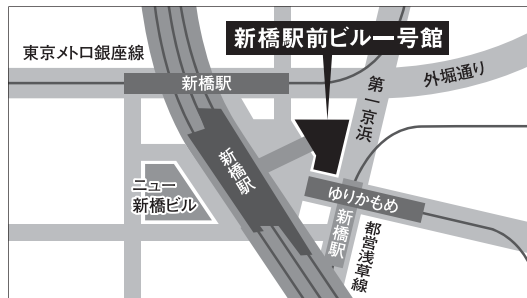 新橋駅前ビル一号館
東京メトロ銀座線
新橋駅
第一京浜
外堀通り
新橋駅
ニュー
新橋ビル
ゆりかもめ
新橋駅
都営浅草線